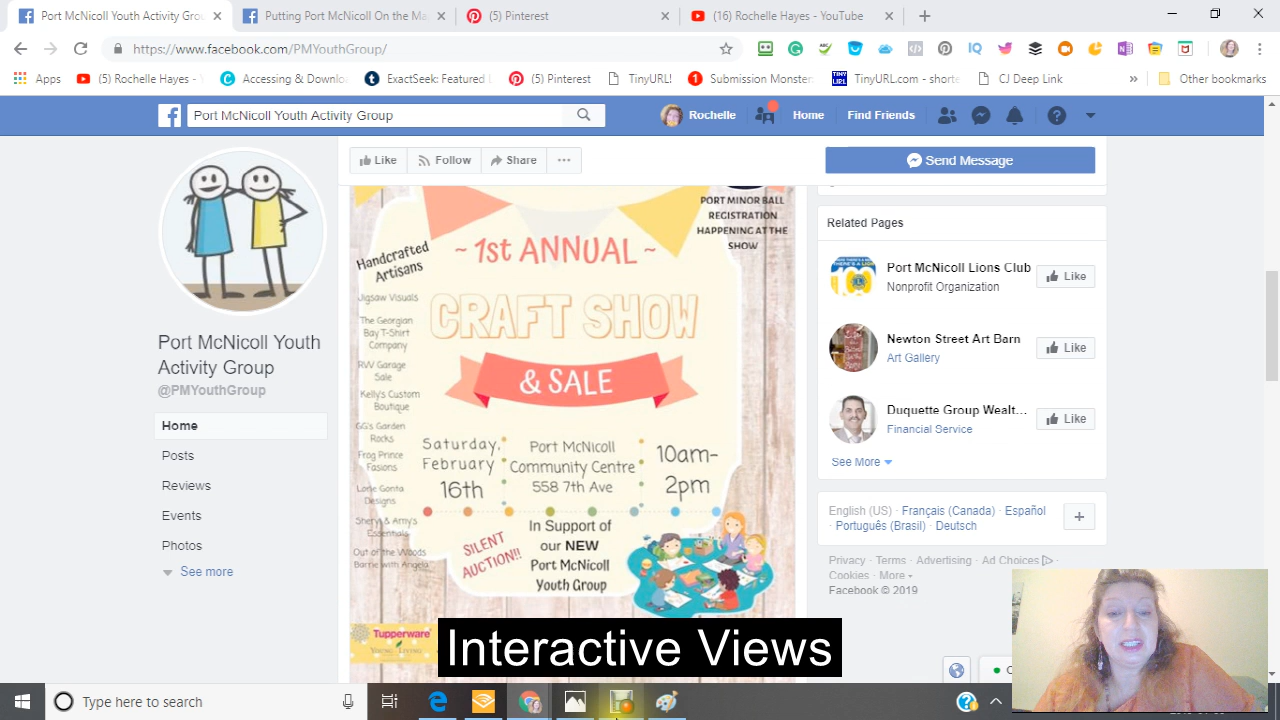 Port McNicoll Youth Activity Grou
Putting Port McNicoll On the Ma
(5) Pinterest
(16) Rochelle Hayes - YouTube
https://www.facebook.com/PMYouthGroup/
Apps
(5) Rochelle Hayes - Y
Accessing & Downlo
ExactSeek: Featured L
(5) Pinterest
TinyURL!
Submission Monster
TinyURL.com - shorte
CJ Deep Link
Other bookmarks
Port McNicoll Youth Activity Group
Rochelle
Home
Find Friends
Like
Follow
Share
Send Message
Port McNicoll Youth
Activity Group
@PMYouthGroup
Home
Posts
Reviews
Events
Photos
See more
PORT MINOR BALL
REGISTRATION
HAPPENING AT THE
SHOW
~ 1st ANNUAL ~
Handcrafted
Artisans
CRAFT SHOW
& SALE
Jigsaw Visuals
The Georgian
Bay T-Shirt
Company
RVV Garage
Sale
Kelly's Custom
Boutique
GG's Garden
Rocks
Frog Prince
Fasions
Lorie Gonta
Designs
Sheryl & Amy's
Essentials
Out of the Woods
Barrie with Angela
Saturday,
February
16th
Port McNicoll
Community Centre
558 7th Ave
10am-
2pm
SILENT
AUCTION!!
In Support of
our NEW
Port McNicoll
Youth Group
Tupperware
YOUNG LIVING
Related Pages
Port McNicoll Lions Club
Nonprofit Organization
Like
Newton Street Art Barn
Art Gallery
Like
Duquette Group Wealt...
Financial Service
Like
See More
English (US) · Français (Canada) · Español
· Português (Brasil) · Deutsch
Privacy · Terms · Advertising · Ad Choices ·
Cookies · More
Facebook © 2019
Interactive Views
Type here to search